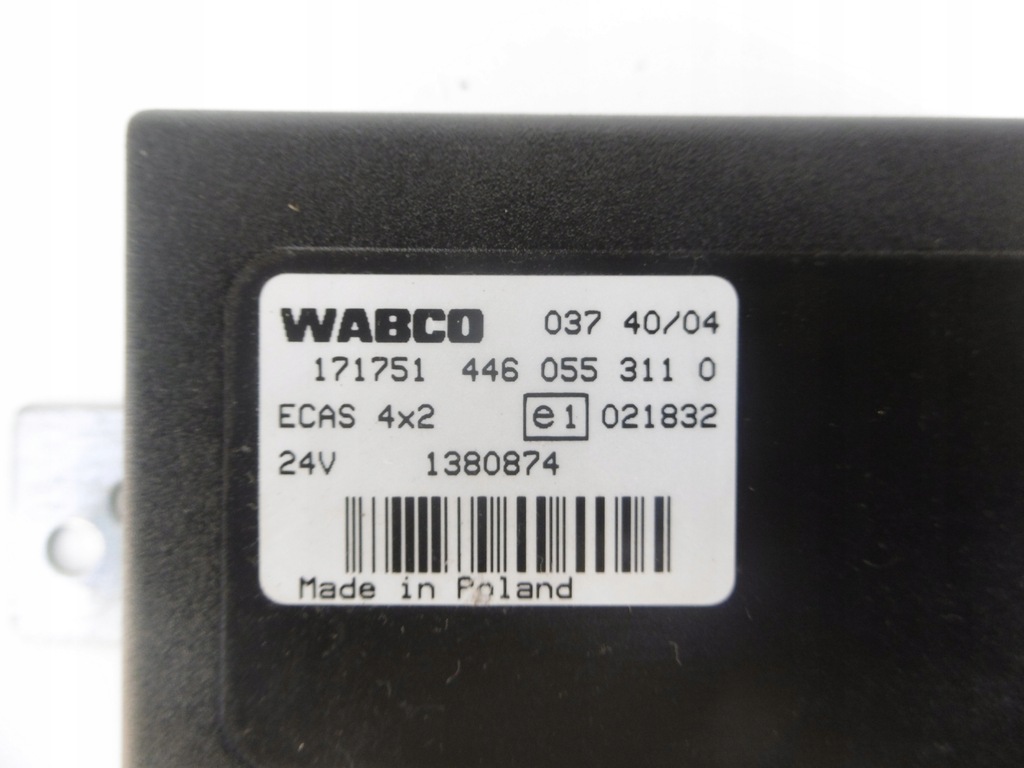 WABCO 037 40/04
171751 446 055 311 0
ECAS 4x2 e1 021832
24V 1380874
Made in Poland